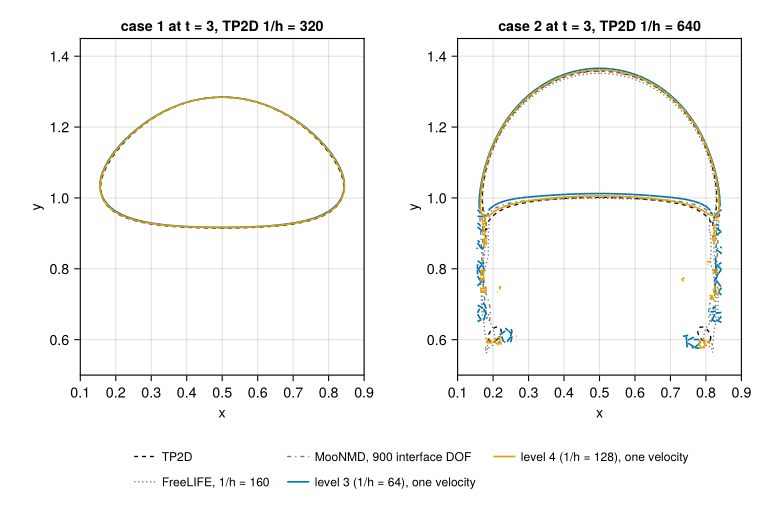 case 1 at t = 3, TP2D 1/h = 320
1.4
1.2
1.0
0.8
0.6
y
0.1 0.2 0.3 0.4 0.5 0.6 0.7 0.8 0.9
x
case 2 at t = 3, TP2D 1/h = 640
1.4
1.2
1.0
0.8
0.6
y
0.1 0.2 0.3 0.4 0.5 0.6 0.7 0.8 0.9
x
TP2D
MooNMD, 900 interface DOF
level 4 (1/h = 128), one velocity
FreeLIFE, 1/h = 160
level 3 (1/h = 64), one velocity